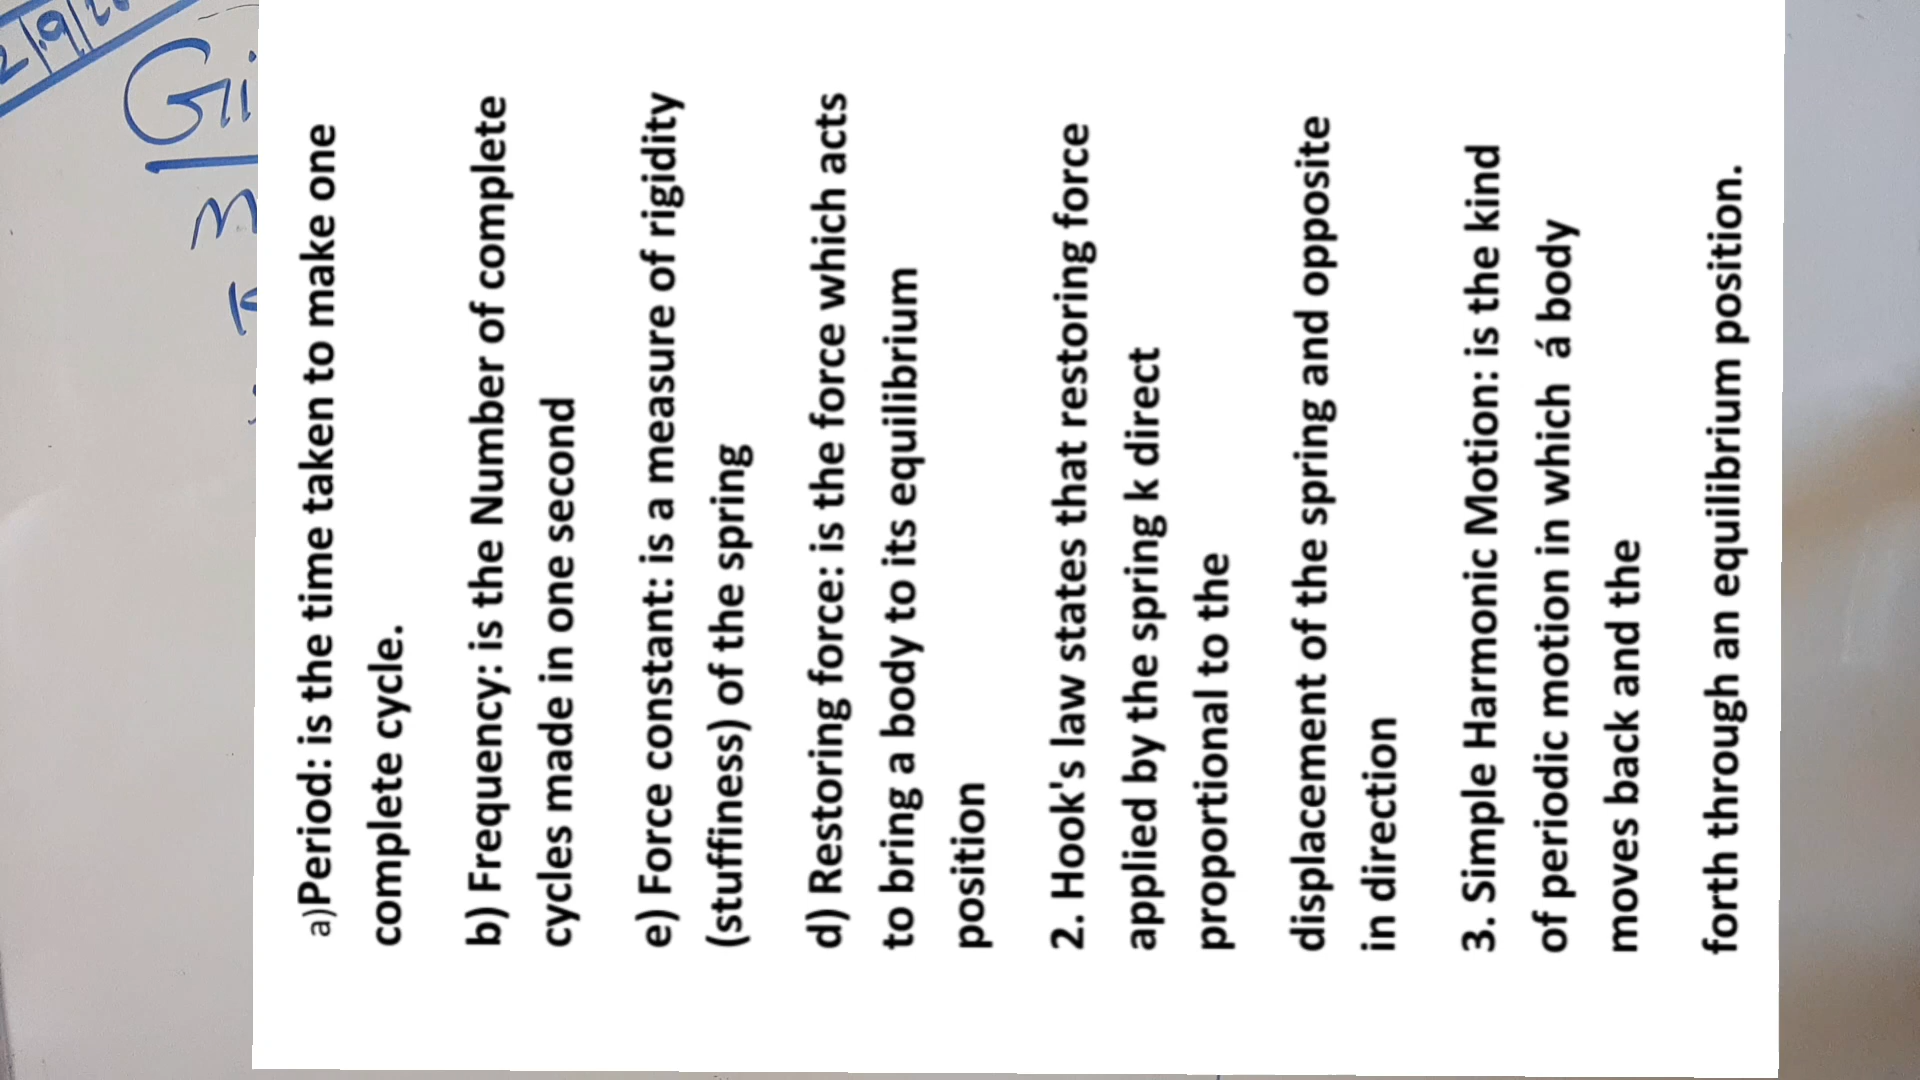 a)Period: is the time taken to make one
complete cycle.
b) Frequency: is the Number of complete
cycles made in one second
e) Force constant: is a measure of rigidity
(stuffiness) of the spring
d) Restoring force: is the force which acts
to bring a body to its equilibrium
position
2. Hook's law states that restoring force
applied by the spring k direct
proportional to the
displacement of the spring and opposite
in direction
3. Simple Harmonic Motion: is the kind
of periodic motion in which á body
moves back and the
forth through an equilibrium position.